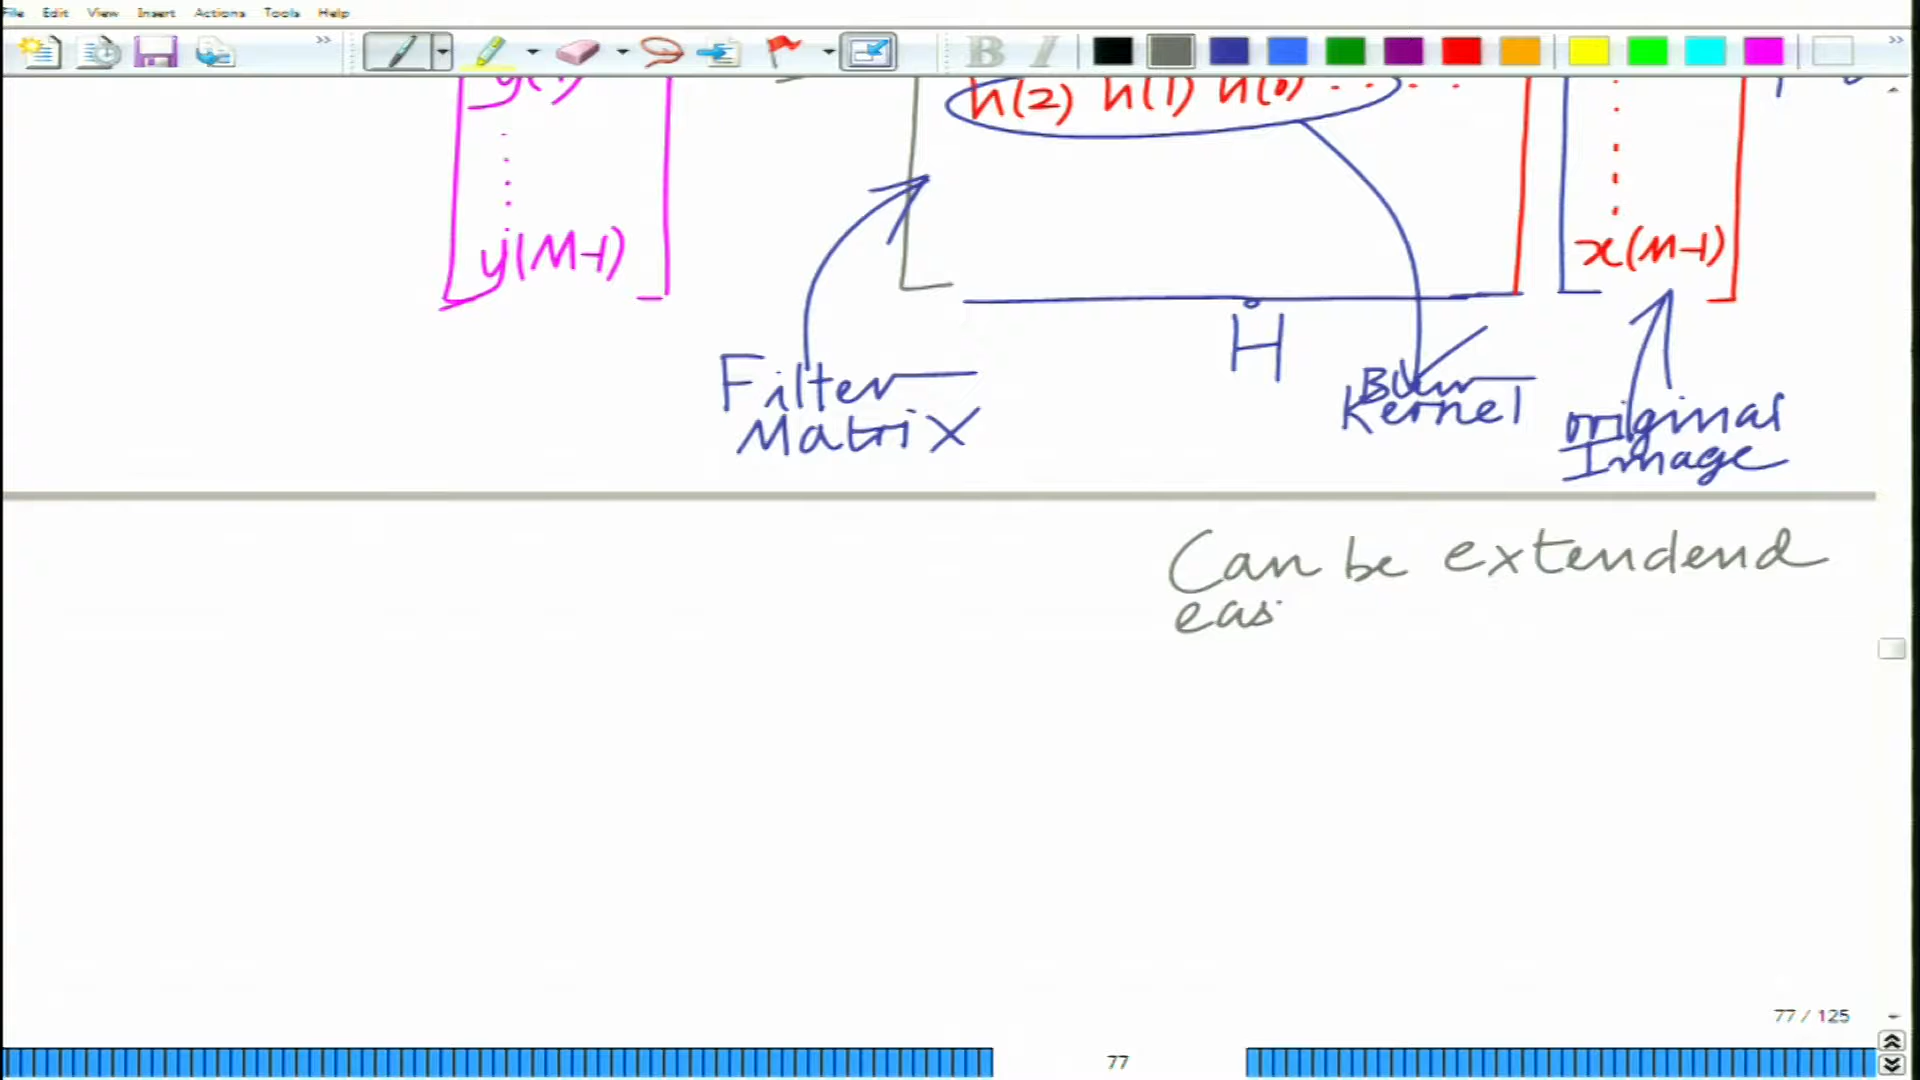 File Edit View Insert Actions Tools Help
B I
h(2) h(1) h(0) . . . . .
y(M-1)
x(M-1)
H
Filter
Matrix
Blur
Kernel
original
Image
Can be extendend
eas
77 / 125
77